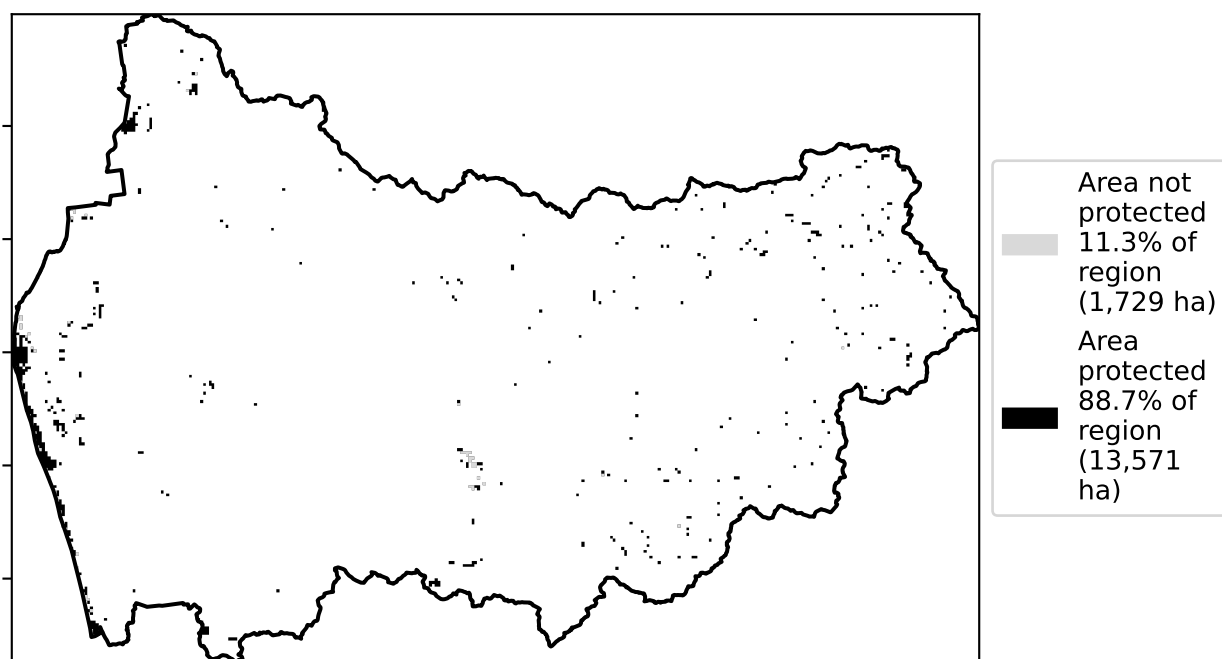 Area not
protected
11.3% of
region
(1,729 ha)
Area
protected
88.7% of
region
(13,571
ha)